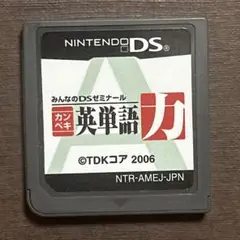 NINTENDO DS
みんなのDSゼミナール
カンペキ 英単語力
©TDKコア 2006
NTR-AMEJ-JPN